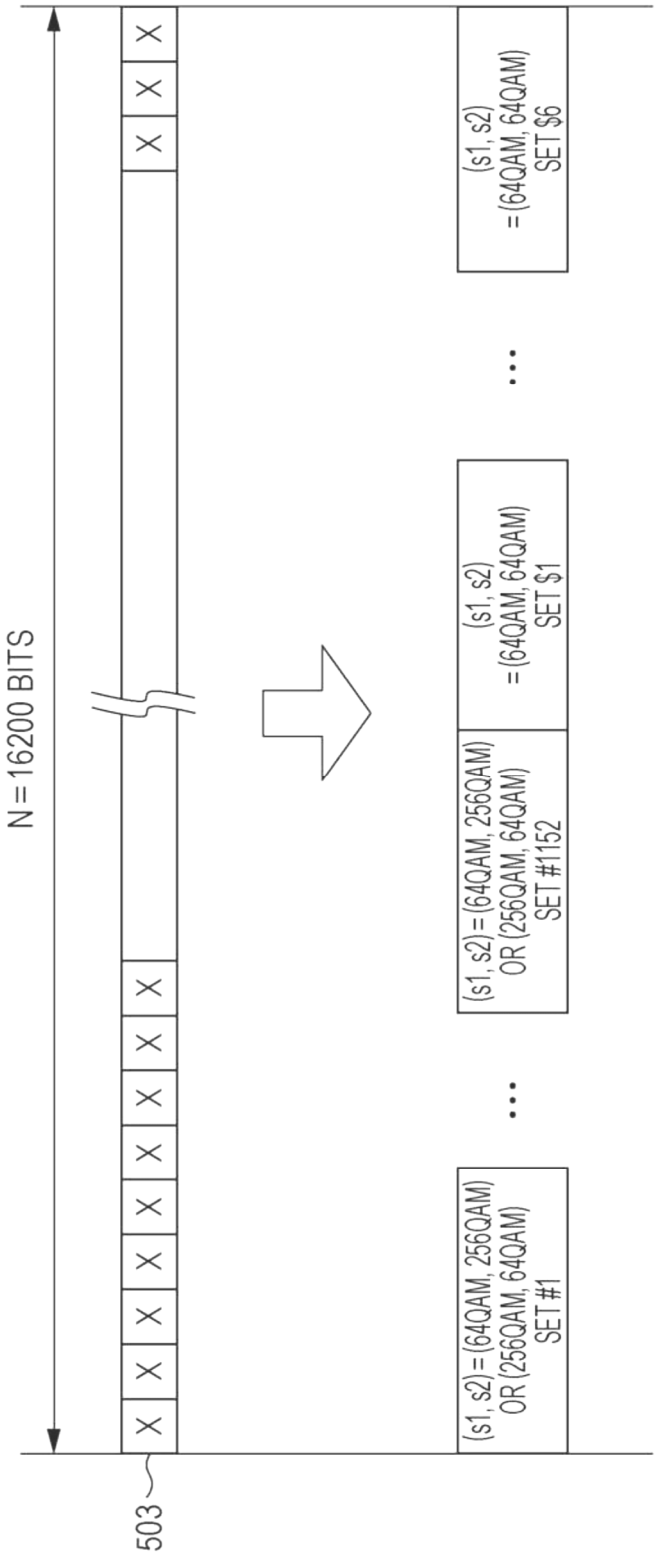 N = 16200 BITS
503
X X X X X X X X X X X X
(s1, s2) = (64QAM, 256QAM)
OR (256QAM, 64QAM)
SET #1
...
(s1, s2) = (64QAM, 256QAM)
OR (256QAM, 64QAM)
SET #1152
(s1, s2)
= (64QAM, 64QAM)
SET $1
...
(s1, s2)
= (64QAM, 64QAM)
SET $6